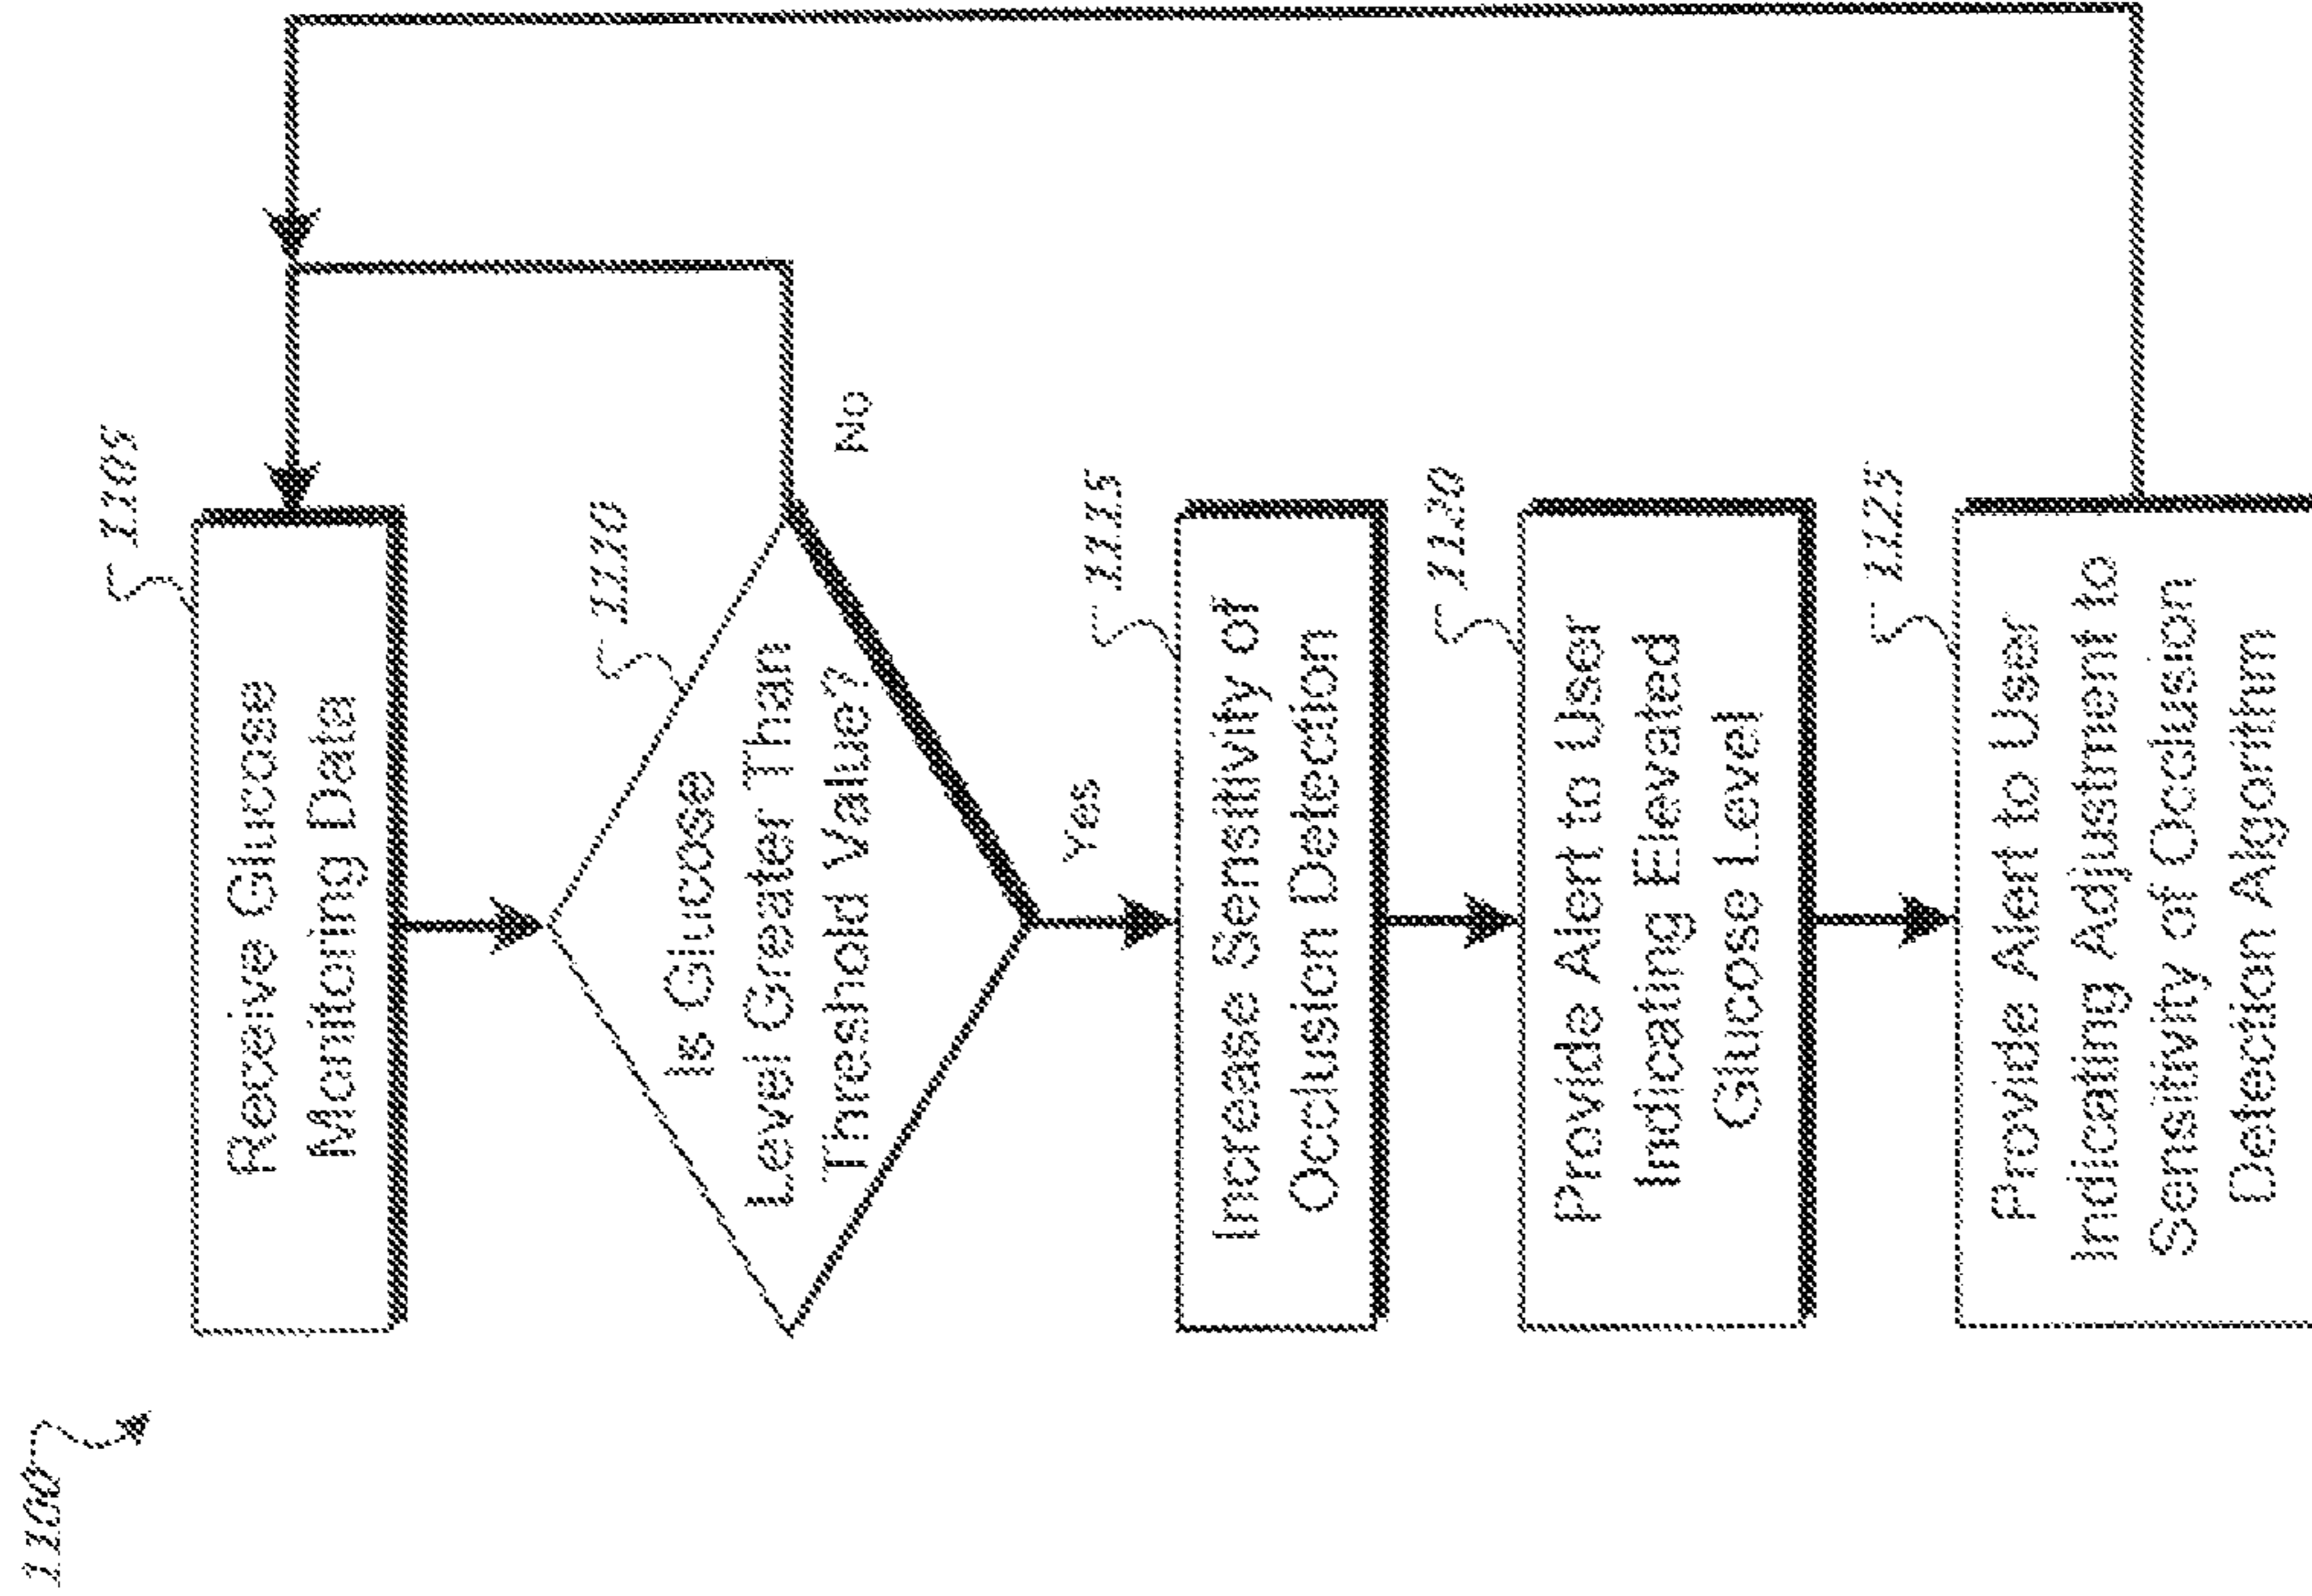 1100
1105
Receive Glucose
Monitoring Data
1110
Is Glucose
Level Greater Than
Threshold Value?
No
Yes
1115
Increase Sensitivity of
Occlusion Detection
1120
Provide Alert to User
Indicating Elevated
Glucose Level
1125
Provide Alert to User
Indicating Adjustment to
Sensitivity of Occlusion
Detection Algorithm